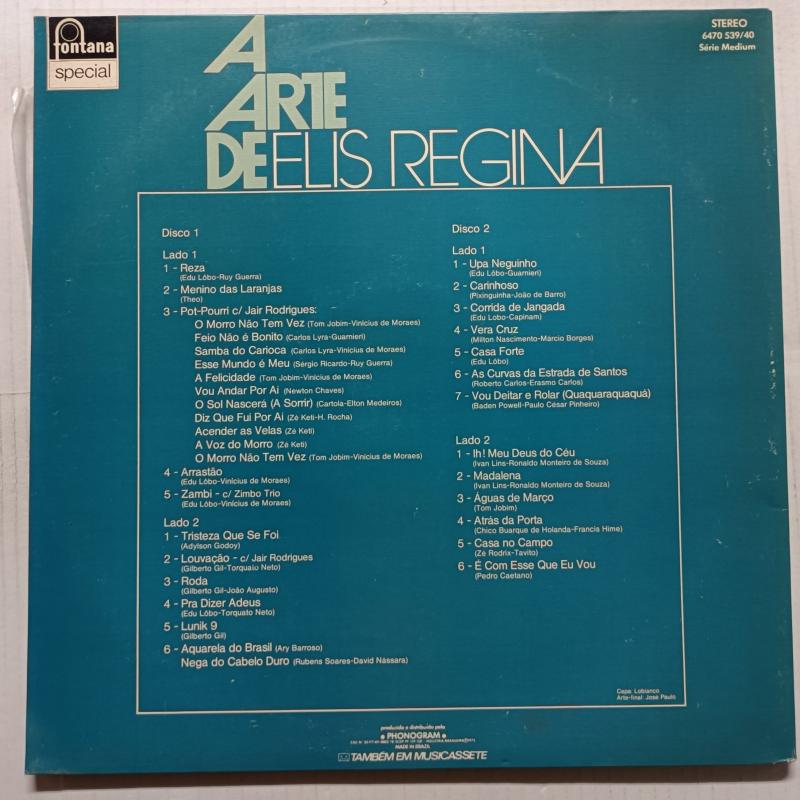 fontana
special
STEREO
6470 539/40
Série Medium
A
ARTE
DE ELIS REGINA
Disco 1
Lado 1
1 - Reza
(Edu Lôbo-Ruy Guerra)
2 - Menino das Laranjas
(Theo)
3 - Pot-Pourri c/ Jair Rodrigues:
O Morro Não Tem Vez (Tom Jobim-Vinicius de Moraes)
Feio Não é Bonito (Carlos Lyra-Guarnieri)
Samba do Carioca (Carlos Lyra-Vinicius de Moraes)
Esse Mundo é Meu (Sérgio Ricardo-Ruy Guerra)
A Felicidade (Tom Jobim-Vinicius de Moraes)
Vou Andar Por Aí (Newton Chaves)
O Sol Nascerá (A Sorrir) (Cartola-Elton Medeiros)
Diz Que Fui Por Aí (Zé Keti-H. Rocha)
Acender as Velas (Zé Keti)
A Voz do Morro (Zé Keti)
O Morro Não Tem Vez (Tom Jobim-Vinicius de Moraes)
4 - Arrastão
(Edu Lôbo-Vinicius de Moraes)
5 - Zambi - c/ Zimbo Trio
(Edu Lôbo-Vinicius de Moraes)
Lado 2
1 - Tristeza Que Se Foi
(Adylson Godoy)
2 - Louvação - c/ Jair Rodrigues
(Gilberto Gil-Torquato Neto)
3 - Roda
(Gilberto Gil-João Augusto)
4 - Pra Dizer Adeus
(Edu Lôbo-Torquato Neto)
5 - Lunik 9
(Gilberto Gil)
6 - Aquarela do Brasil (Ary Barroso)
Nega do Cabelo Duro (Rubens Soares-David Nássara)
Disco 2
Lado 1
1 - Upa Neguinho
(Edu Lôbo-Guarnieri)
2 - Carinhoso
(Pixinguinha-João de Barro)
3 - Corrida de Jangada
(Edu Lobo-Capinam)
4 - Vera Cruz
(Milton Nascimento-Márcio Borges)
5 - Casa Forte
(Edu Lôbo)
6 - As Curvas da Estrada de Santos
(Roberto Carlos-Erasmo Carlos)
7 - Vou Deitar e Rolar (Quaquaraquaquá)
(Baden Powell-Paulo César Pinheiro)
Lado 2
1 - Ih! Meu Deus do Céu
(Ivan Lins-Ronaldo Monteiro de Souza)
2 - Madalena
(Ivan Lins-Ronaldo Monteiro de Souza)
3 - Águas de Março
(Tom Jobim)
4 - Atrás da Porta
(Chico Buarque de Holanda-Francis Hime)
5 - Casa no Campo
(Zé Rodrix-Tavito)
6 - É Com Esse Que Eu Vou
(Pedro Caetano)
Capa: Lobianco
Arte-final: José Paulo
produzido e distribuído pela
PHONOGRAM
MADE IN BRAZIL
TAMBÉM EM MUSICASSETE